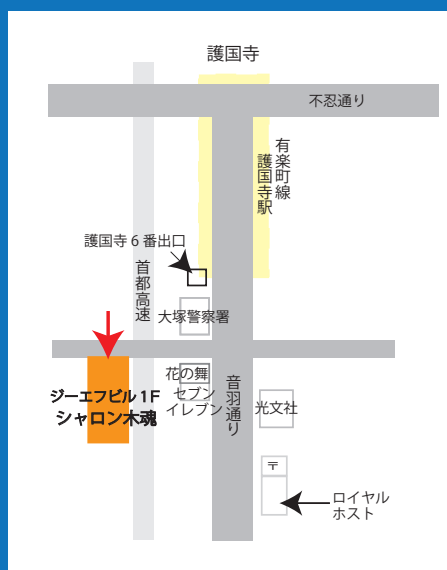 護国寺
不忍通り
有楽町線
護国寺駅
護国寺6番出口
首都高速
大塚警察署
花の舞
セブン
イレブン
音羽通り
光文社
ジーエフビル1F
シャロン木魂
〒
ロイヤル
ホスト